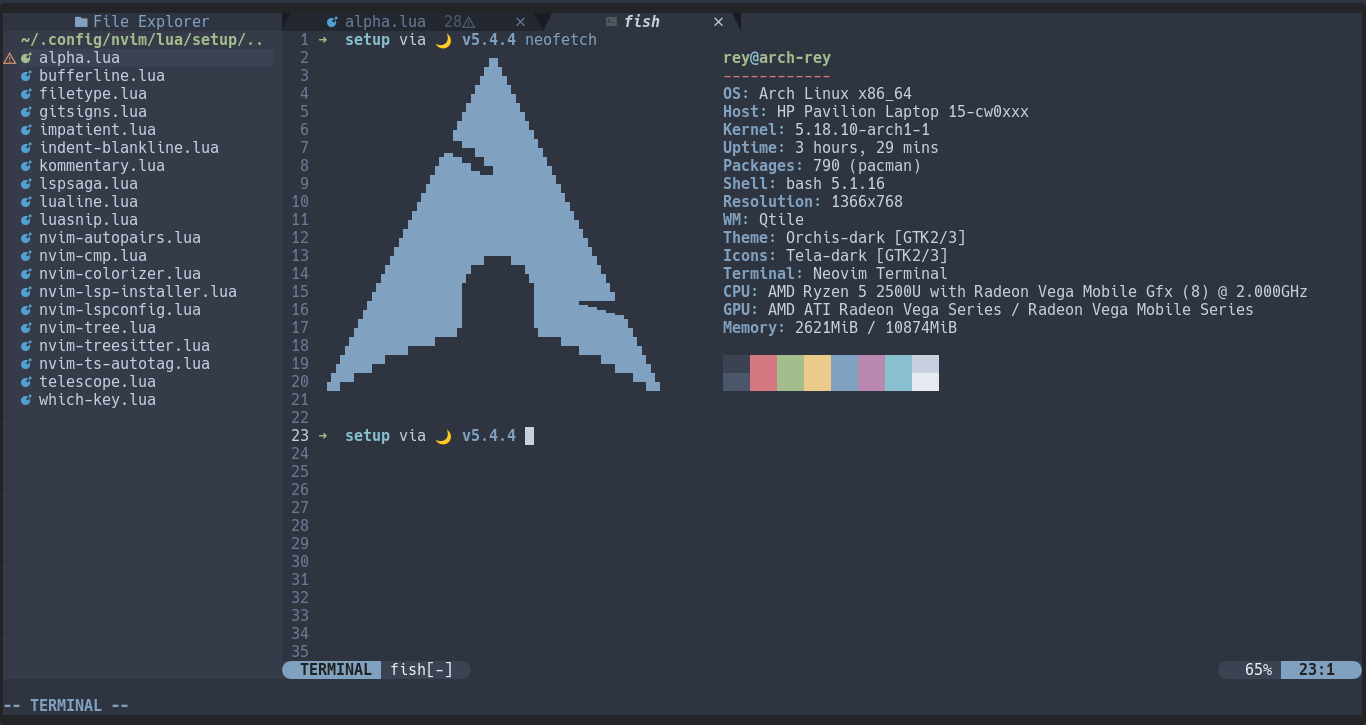 File Explorer
alpha.lua 28
fish
~/.config/nvim/lua/setup/..
alpha.lua
bufferline.lua
filetype.lua
gitsigns.lua
impatient.lua
indent-blankline.lua
kommentary.lua
lspsaga.lua
lualine.lua
luasnip.lua
nvim-autopairs.lua
nvim-cmp.lua
nvim-colorizer.lua
nvim-lsp-installer.lua
nvim-lspconfig.lua
nvim-tree.lua
nvim-treesitter.lua
nvim-ts-autotag.lua
telescope.lua
which-key.lua
1 → setup via 🌙 v5.4.4 neofetch
2 rey@arch-rey
3 ------------
4 OS: Arch Linux x86_64
5 Host: HP Pavilion Laptop 15-cw0xxx
6 Kernel: 5.18.10-arch1-1
7 Uptime: 3 hours, 29 mins
8 Packages: 790 (pacman)
9 Shell: bash 5.1.16
10 Resolution: 1366x768
11 WM: Qtile
12 Theme: Orchis-dark [GTK2/3]
13 Icons: Tela-dark [GTK2/3]
14 Terminal: Neovim Terminal
15 CPU: AMD Ryzen 5 2500U with Radeon Vega Mobile Gfx (8) @ 2.000GHz
16 GPU: AMD ATI Radeon Vega Series / Radeon Vega Mobile Series
17 Memory: 2621MiB / 10874MiB
18
19
20
21
22
23 → setup via 🌙 v5.4.4
24
25
26
27
28
29
30
31
32
33
34
35
TERMINAL fish[-] 65% 23:1
-- TERMINAL --